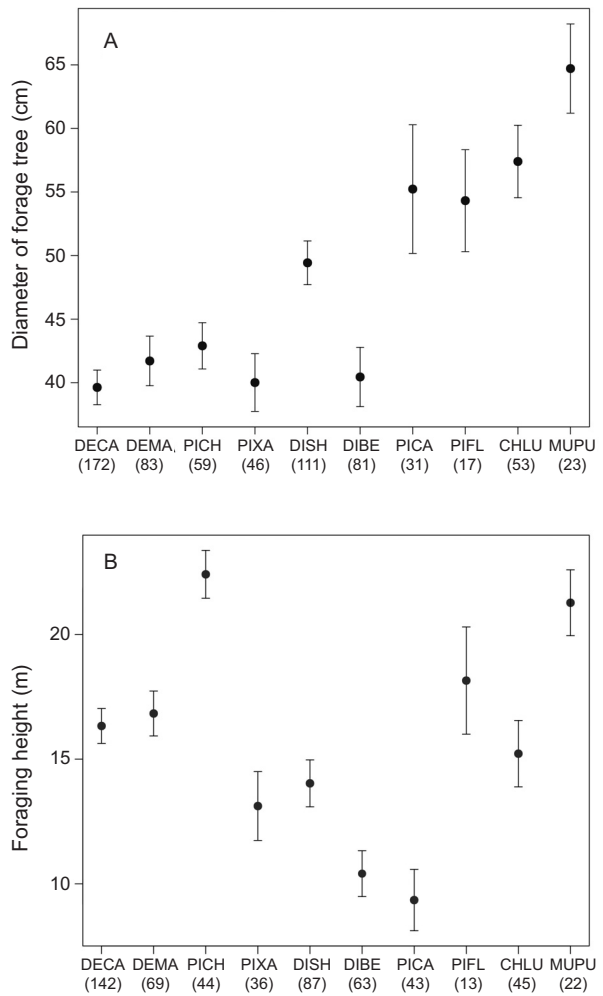 A
Diameter of forage tree (cm)
65
60
55
50
45
40
DECA DEMA, PICH PIXA DISH DIBE PICA PIFL CHLU MUPU
(172) (83) (59) (46) (111) (81) (31) (17) (53) (23)
B
Foraging height (m)
20
15
10
DECA DEMA PICH PIXA DISH DIBE PICA PIFL CHLU MUPU
(142) (69) (44) (36) (87) (63) (43) (13) (45) (22)